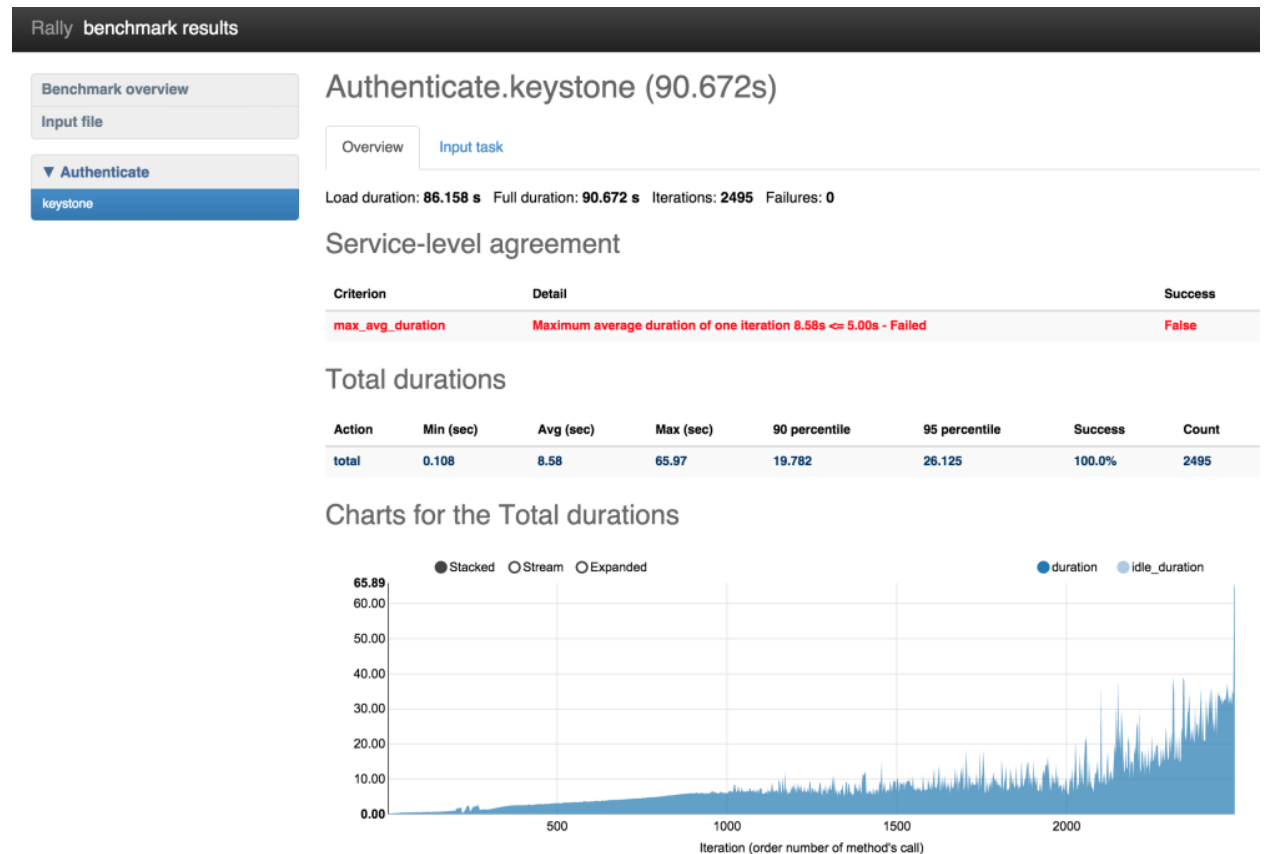 Rally benchmark results
Benchmark overview
Input file
▼ Authenticate
keystone
Authenticate.keystone (90.672s)
Overview Input task
Load duration: 86.158 s Full duration: 90.672 s Iterations: 2495 Failures: 0
Service-level agreement
Criterion Detail Success
max_avg_duration Maximum average duration of one iteration 8.58s <= 5.00s - Failed False
Total durations
Action Min (sec) Avg (sec) Max (sec) 90 percentile 95 percentile Success Count
total 0.108 8.58 65.97 19.782 26.125 100.0% 2495
Charts for the Total durations
Stacked Stream Expanded duration idle_duration
65.89
60.00
50.00
40.00
30.00
20.00
10.00
0.00
500 1000 1500 2000
Iteration (order number of method's call)